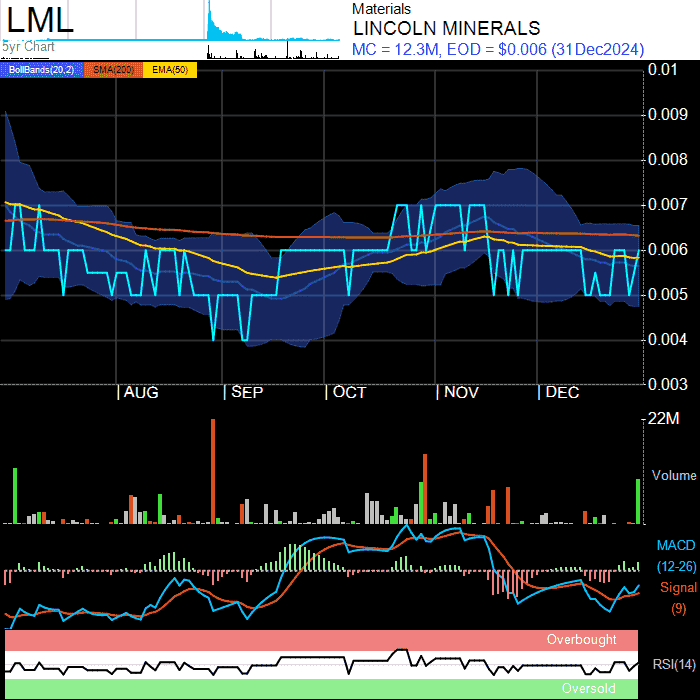 LML
Materials
LINCOLN MINERALS
5yr Chart
MC = 12.3M, EOD = $0.006 (31Dec2024)
BollBands(20,2) SMA(200) EMA(50)
0.01
0.009
0.008
0.007
0.006
0.005
0.004
0.003
AUG SEP OCT NOV DEC
22M
Volume
MACD
(12-26)
Signal
(9)
Overbought
RSI(14)
Oversold